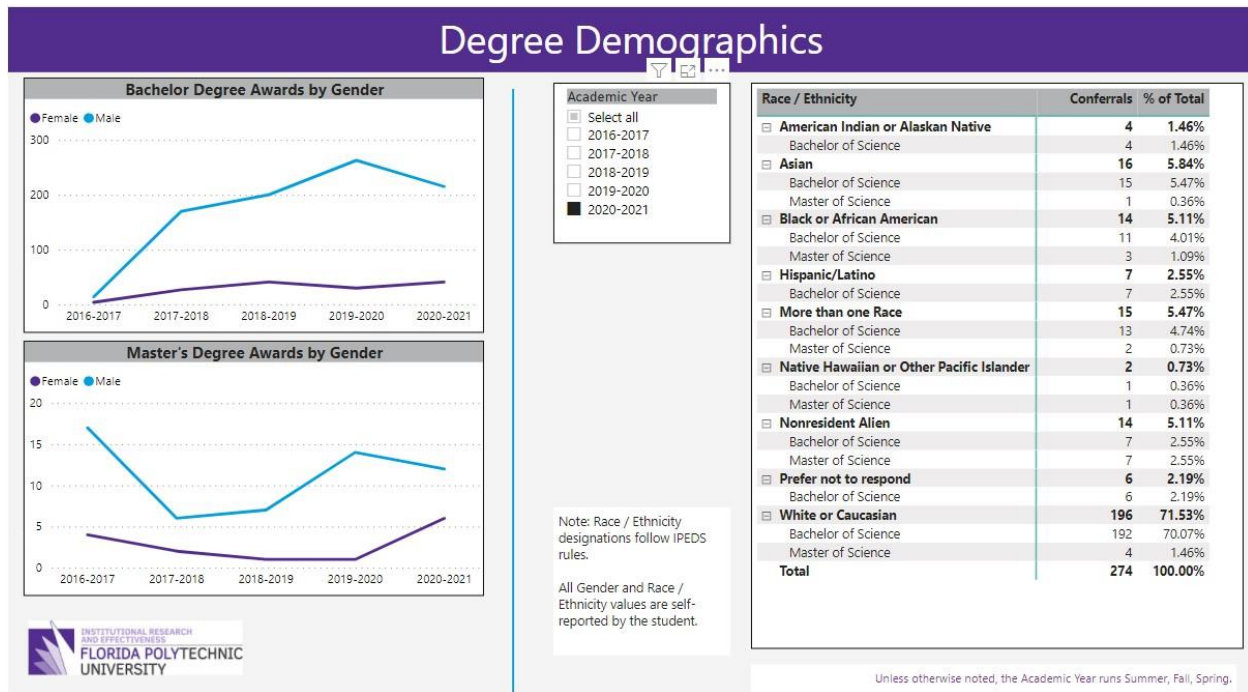 Degree Demographics
Bachelor Degree Awards by Gender
Female Male
300
200
100
0
2016-2017 2017-2018 2018-2019 2019-2020 2020-2021
Master's Degree Awards by Gender
Female Male
20
15
10
5
0
2016-2017 2017-2018 2018-2019 2019-2020 2020-2021
INSTITUTIONAL RESEARCH
AND EFFECTIVENESS
FLORIDA POLYTECHNIC
UNIVERSITY
Academic Year
Select all
2016-2017
2017-2018
2018-2019
2019-2020
2020-2021
Note: Race / Ethnicity
designations follow IPEDS
rules.
All Gender and Race /
Ethnicity values are self-
reported by the student.
Race / Ethnicity Conferrals % of Total
American Indian or Alaskan Native 4 1.46%
Bachelor of Science 4 1.46%
Asian 16 5.84%
Bachelor of Science 15 5.47%
Master of Science 1 0.36%
Black or African American 14 5.11%
Bachelor of Science 11 4.01%
Master of Science 3 1.09%
Hispanic/Latino 7 2.55%
Bachelor of Science 7 2.55%
More than one Race 15 5.47%
Bachelor of Science 13 4.74%
Master of Science 2 0.73%
Native Hawaiian or Other Pacific Islander 2 0.73%
Bachelor of Science 1 0.36%
Master of Science 1 0.36%
Nonresident Alien 14 5.11%
Bachelor of Science 7 2.55%
Master of Science 7 2.55%
Prefer not to respond 6 2.19%
Bachelor of Science 6 2.19%
White or Caucasian 196 71.53%
Bachelor of Science 192 70.07%
Master of Science 4 1.46%
Total 274 100.00%
Unless otherwise noted, the Academic Year runs Summer, Fall, Spring.